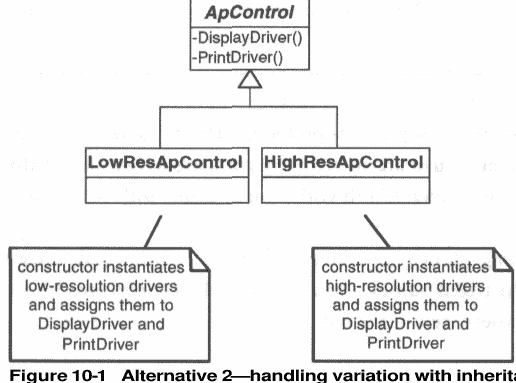 ApControl
-DisplayDriver()
-PrintDriver()
LowResApControl
HighResApControl
constructor instantiates
low-resolution drivers
and assigns them to
DisplayDriver and
PrintDriver
constructor instantiates
high-resolution drivers
and assigns them to
DisplayDriver and
PrintDriver
Figure 10-1 Alternative 2—handling variation with inherita